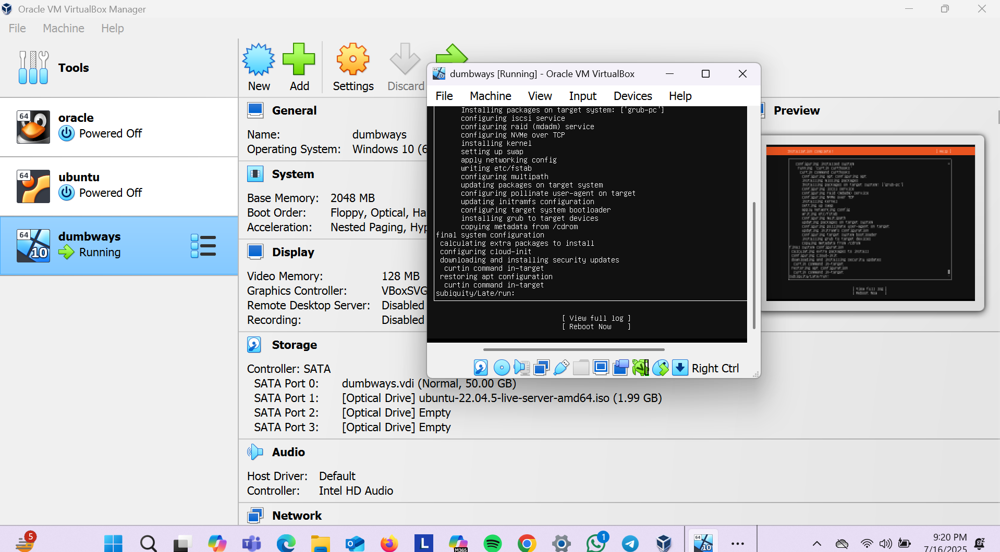 Oracle VM VirtualBox Manager
File Machine Help
Tools
New Add Settings Discard
64
oracle
Powered Off
64
ubuntu
Powered Off
64
10
dumbways
Running
General
Name: dumbways
Operating System: Windows 10 (6
System
Base Memory: 2048 MB
Boot Order: Floppy, Optical, Ha
Acceleration: Nested Paging, Hyp
Display
Video Memory: 128 MB
Graphics Controller: VBoxSVG
Remote Desktop Server: Disabled
Recording: Disabled
Storage
Controller: SATA
SATA Port 0: dumbways.vdi (Normal, 50.00 GB)
SATA Port 1: [Optical Drive] ubuntu-22.04.5-live-server-amd64.iso (1.99 GB)
SATA Port 2: [Optical Drive] Empty
SATA Port 3: [Optical Drive] Empty
Audio
Host Driver: Default
Controller: Intel HD Audio
Network
dumbways [Running] - Oracle VM VirtualBox
File Machine View Input Devices Help
Installing packages on target system: ['grub-pc']
configuring iscsi service
configuring raid (mdadm) service
configuring NVMe over TCP
installing kernel
setting up swap
apply networking config
writing etc/fstab
configuring multipath
updating packages on target system
configuring pollinate user-agent on target
updating initramfs configuration
configuring target system bootloader
installing grub to target devices
copying metadata from /cdrom
final system configuration
calculating extra packages to install
configuring cloud-init
downloading and installing security updates
curtin command in-target
restoring apt configuration
curtin command in-target
subiquity/Late/run:
[ View full log ]
[ Reboot Now ]
Right Ctrl
Preview
5
L
M365
1
64
10
9:20 PM
7/16/2025